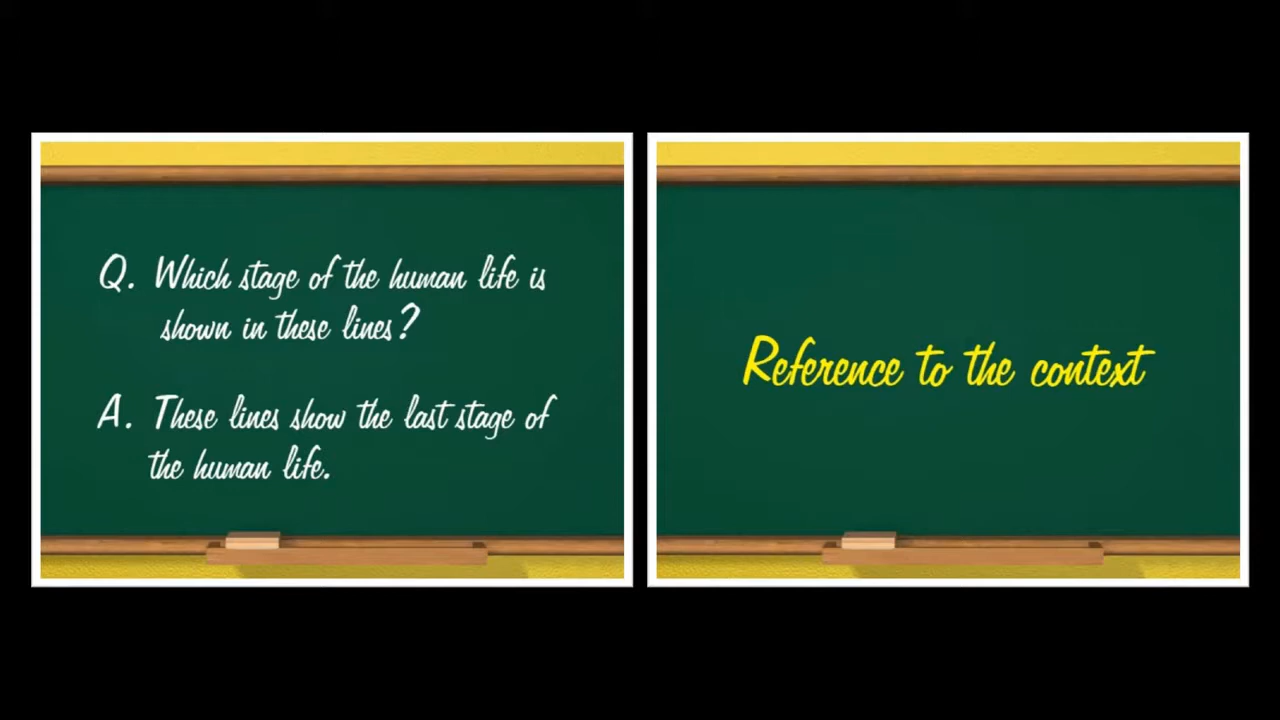 Q. Which stage of the human life is
shown in these lines?
A. These lines show the last stage of
the human life.
Reference to the context